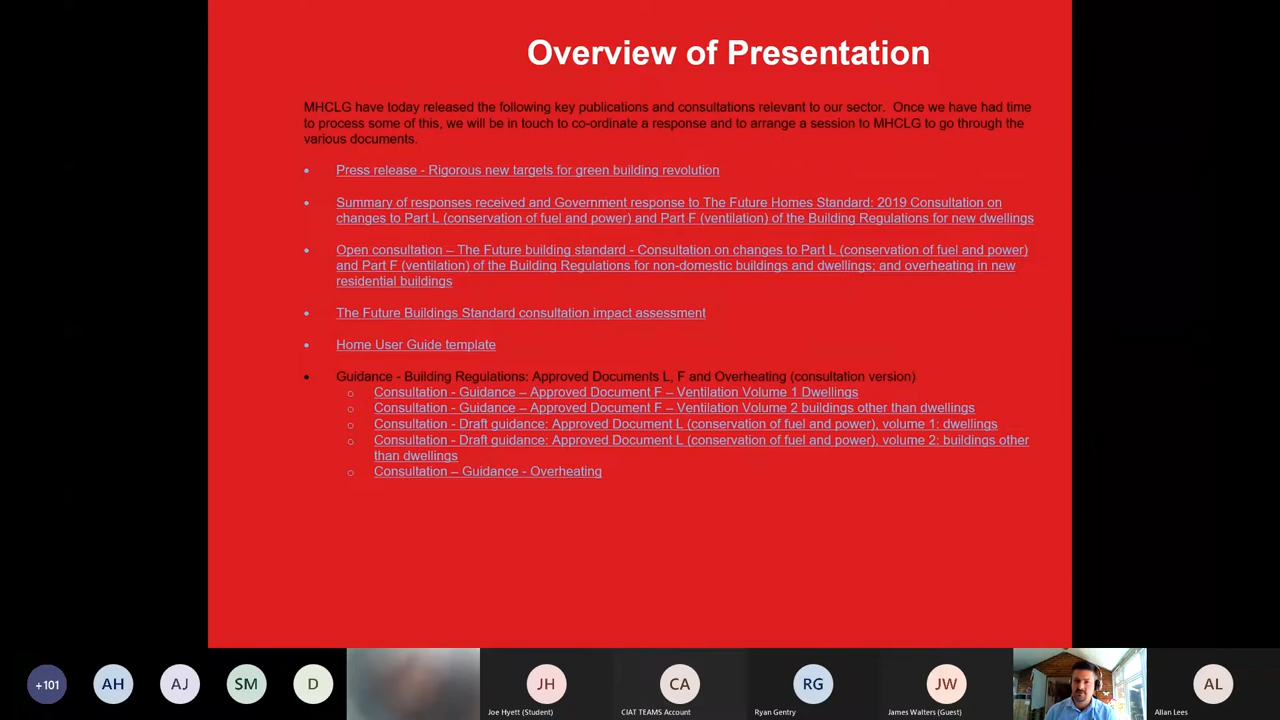 Overview of Presentation
MHCLG have today released the following key publications and consultations relevant to our sector. Once we have had time
to process some of this, we will be in touch to co-ordinate a response and to arrange a session to MHCLG to go through the
various documents.
• Press release - Rigorous new targets for green building revolution
• Summary of responses received and Government response to The Future Homes Standard: 2019 Consultation on
changes to Part L (conservation of fuel and power) and Part F (ventilation) of the Building Regulations for new dwellings
• Open consultation – The Future building standard - Consultation on changes to Part L (conservation of fuel and power)
and Part F (ventilation) of the Building Regulations for non-domestic buildings and dwellings; and overheating in new
residential buildings
• The Future Buildings Standard consultation impact assessment
• Home User Guide template
• Guidance - Building Regulations: Approved Documents L, F and Overheating (consultation version)
o Consultation - Guidance – Approved Document F – Ventilation Volume 1 Dwellings
o Consultation - Guidance – Approved Document F – Ventilation Volume 2 buildings other than dwellings
o Consultation - Draft guidance: Approved Document L (conservation of fuel and power), volume 1: dwellings
o Consultation - Draft guidance: Approved Document L (conservation of fuel and power), volume 2: buildings other
than dwellings
o Consultation – Guidance - Overheating
+101 AH AJ SM D JH CA RG JW AL
Joe Hyett (Student) CIAT TEAMS Account Ryan Gentry James Walters (Guest) Allan Lees